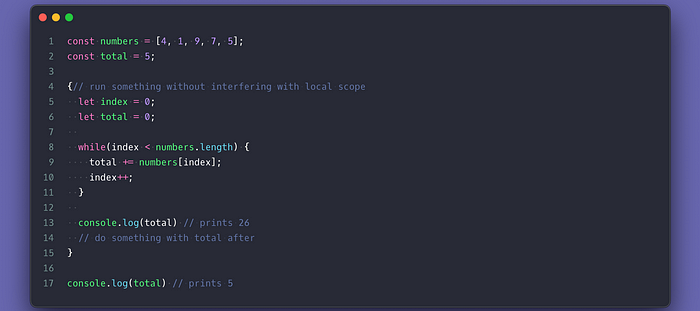 1 const numbers = [4, 1, 9, 7, 5];
2 const total = 5;
3
4 {// run something without interfering with local scope
5   let index = 0;
6   let total = 0;
7
8   while(index < numbers.length) {
9     total += numbers[index];
10     index++;
11   }
12
13   console.log(total) // prints 26
14   // do something with total after
15 }
16
17 console.log(total) // prints 5